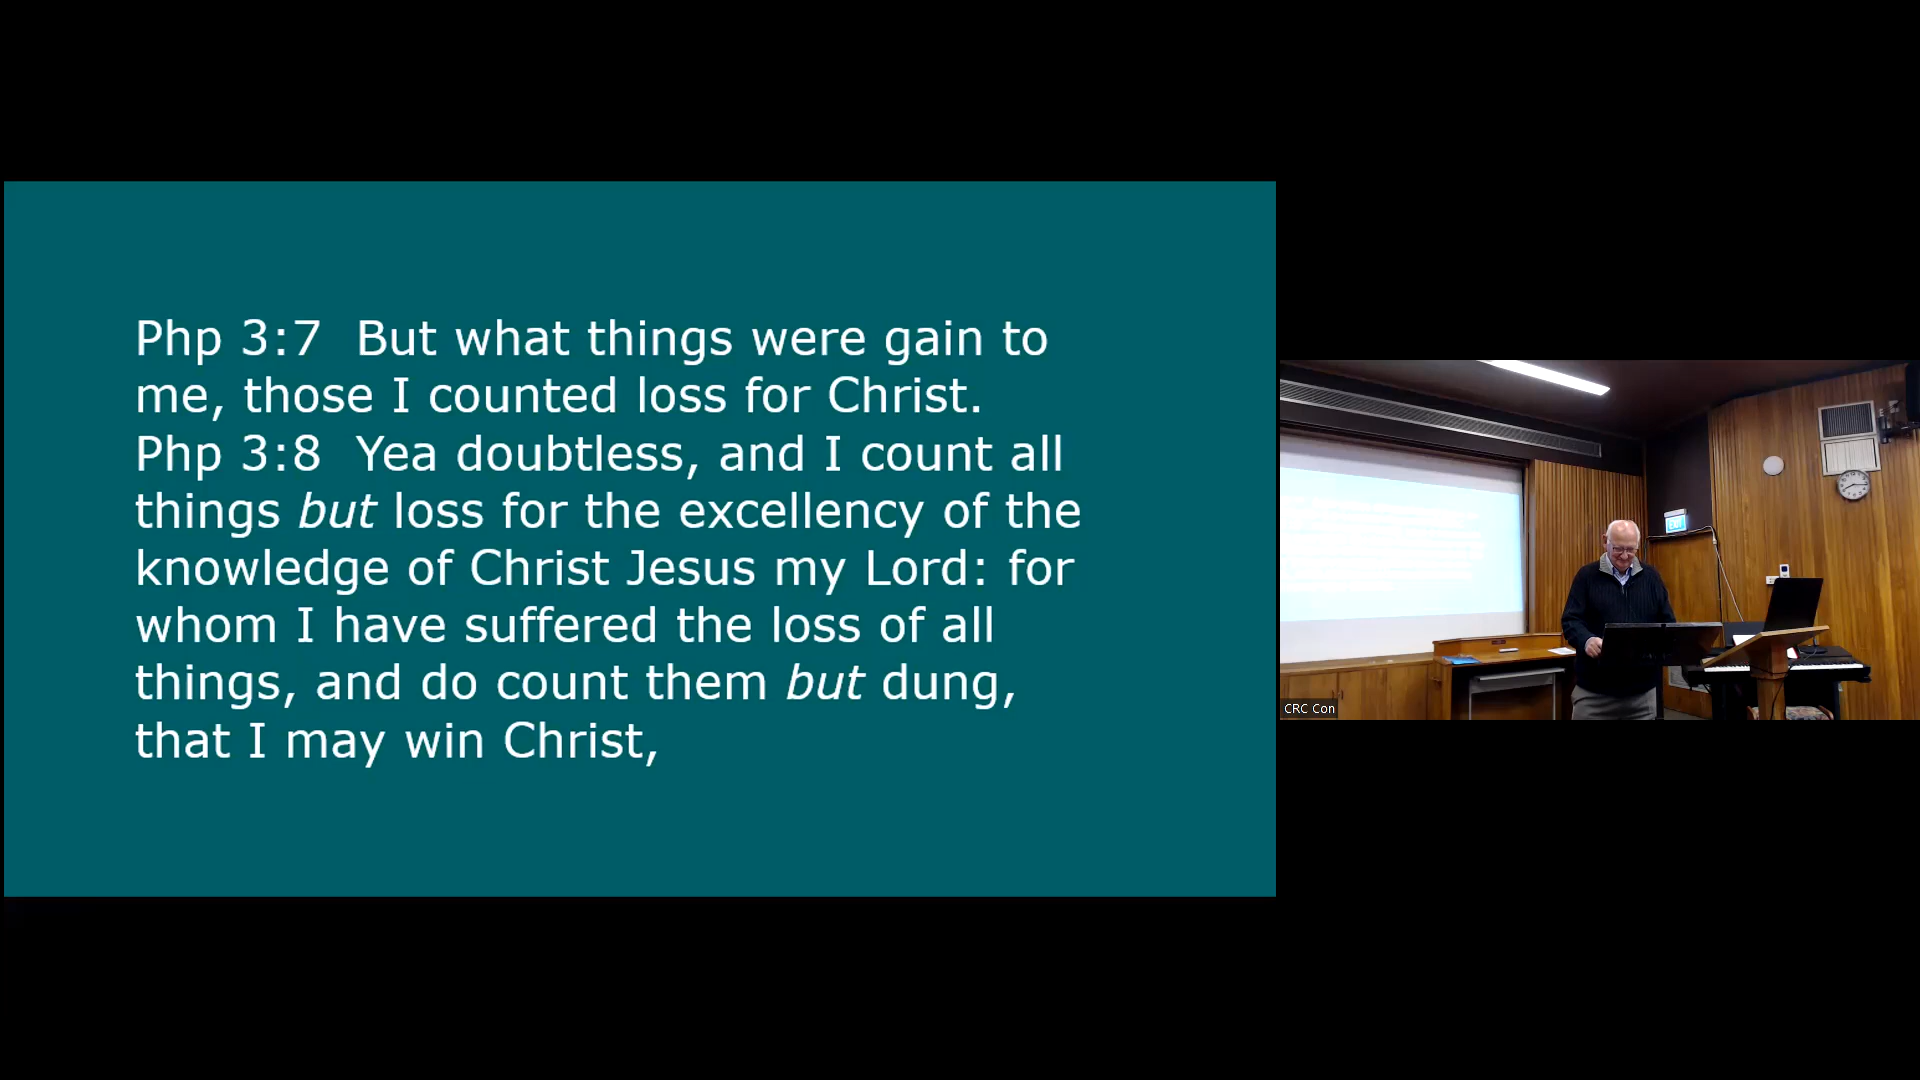 Php 3:7  But what things were gain to
me, those I counted loss for Christ.
Php 3:8  Yea doubtless, and I count all
things but loss for the excellency of the
knowledge of Christ Jesus my Lord: for
whom I have suffered the loss of all
things, and do count them but dung,
that I may win Christ,
CRC Con